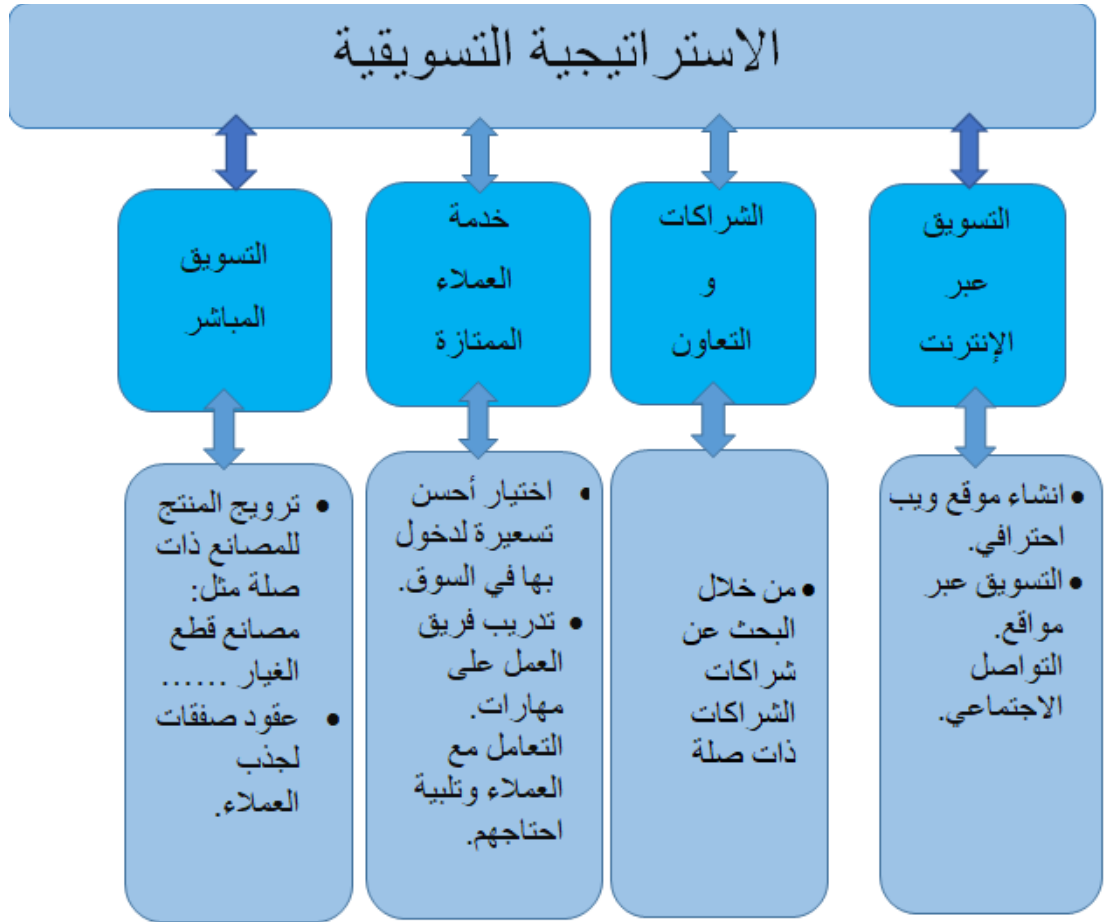 الاستراتيجية التسويقية
التسويق
عبر
الإنترنت
الشراكات
و
التعاون
خدمة
العملاء
الممتازة
التسويق
المباشر
• انشاء موقع ويب
احترافي.
• التسويق عبر
مواقع.
التواصل
الاجتماعي.
• من خلال
البحث عن
شراكات
الشراكات
ذات صلة
• اختيار أحسن
تسعيرة لدخول
بها في السوق.
• تدريب فريق
العمل على
مهارات.
التعامل مع
العملاء وتلبية
احتاجهم.
• ترويج المنتج
للمصانع ذات
صلة مثل:
مصانع قطع
الغيار ......
• عقود صفقات
لجذب
العملاء.